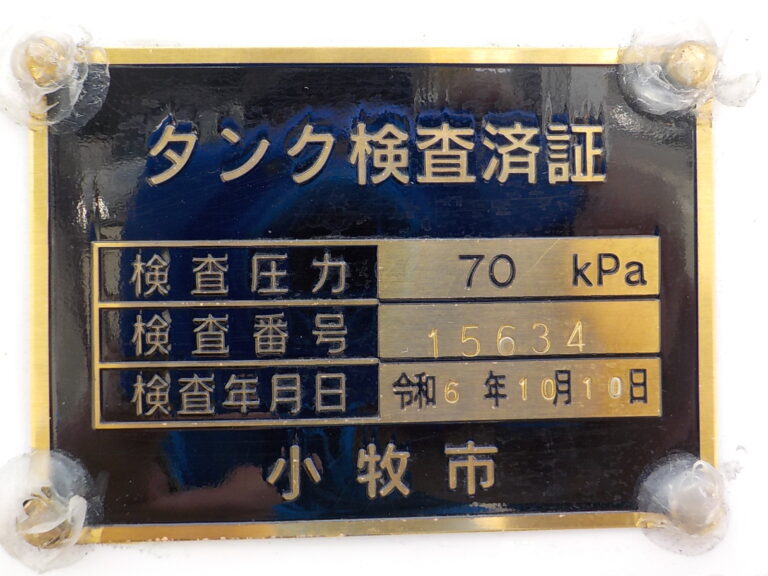 タンク検査済証
検査圧力 70 kPa
検査番号 15634
検査年月日 令和6年10月10日
小牧市